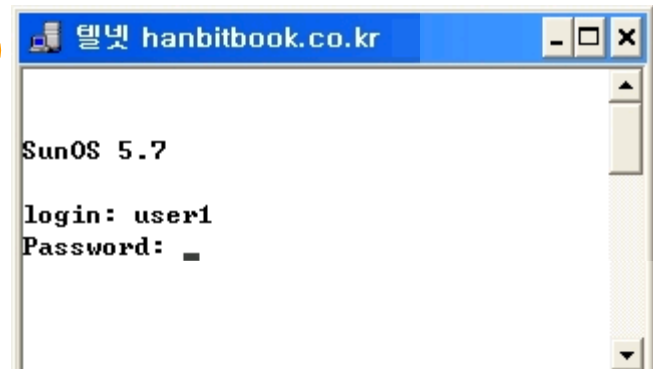 텔넷 hanbitbook.co.kr
SunOS 5.7
login: user1
Password: _